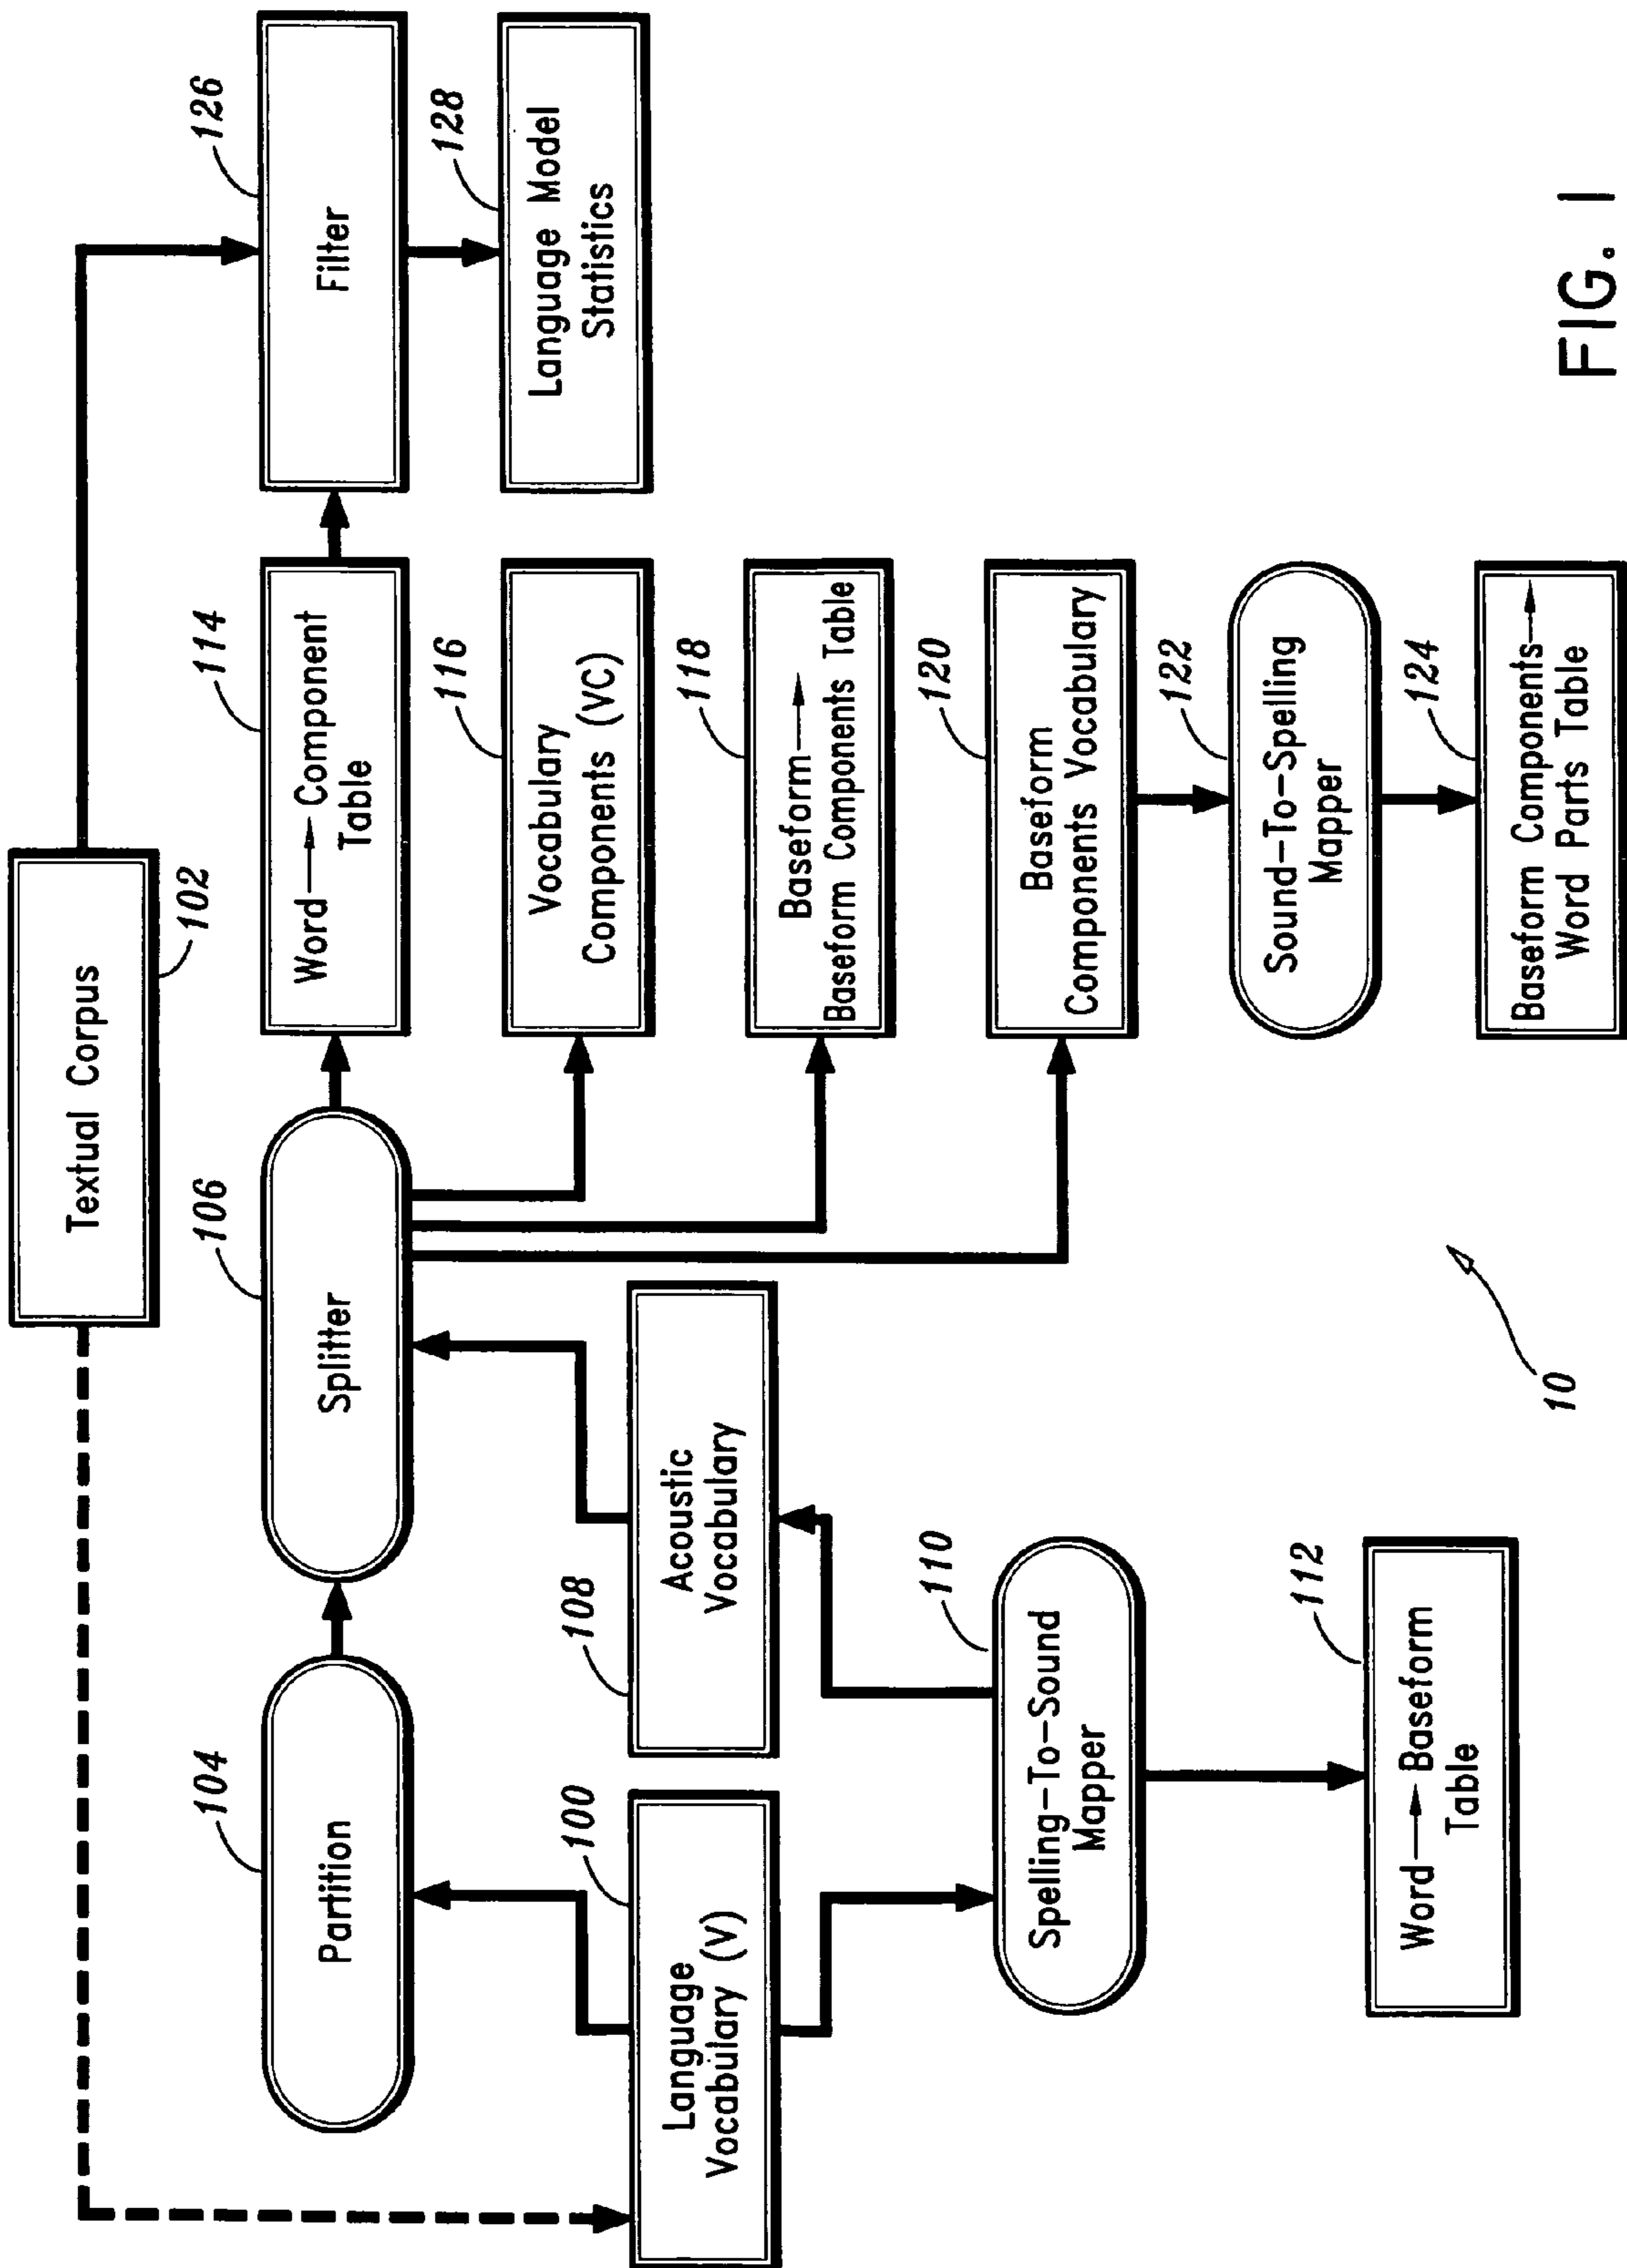 Textual Corpus
102
104
Partition
106
Splitter
114
Word → Component
Table
126
Filter
100
Language
Vocabulary (V)
108
Acoustic
Vocabulary
116
Vocabulary
Components (VC)
128
Language Model
Statistics
118
Baseform →
Baseform Components Table
110
Spelling-To-Sound
Mapper
120
Baseform
Components Vocabulary
112
Word → Baseform
Table
122
Sound-To-Spelling
Mapper
124
Baseform Components →
Word Parts Table
10
FIG. 1